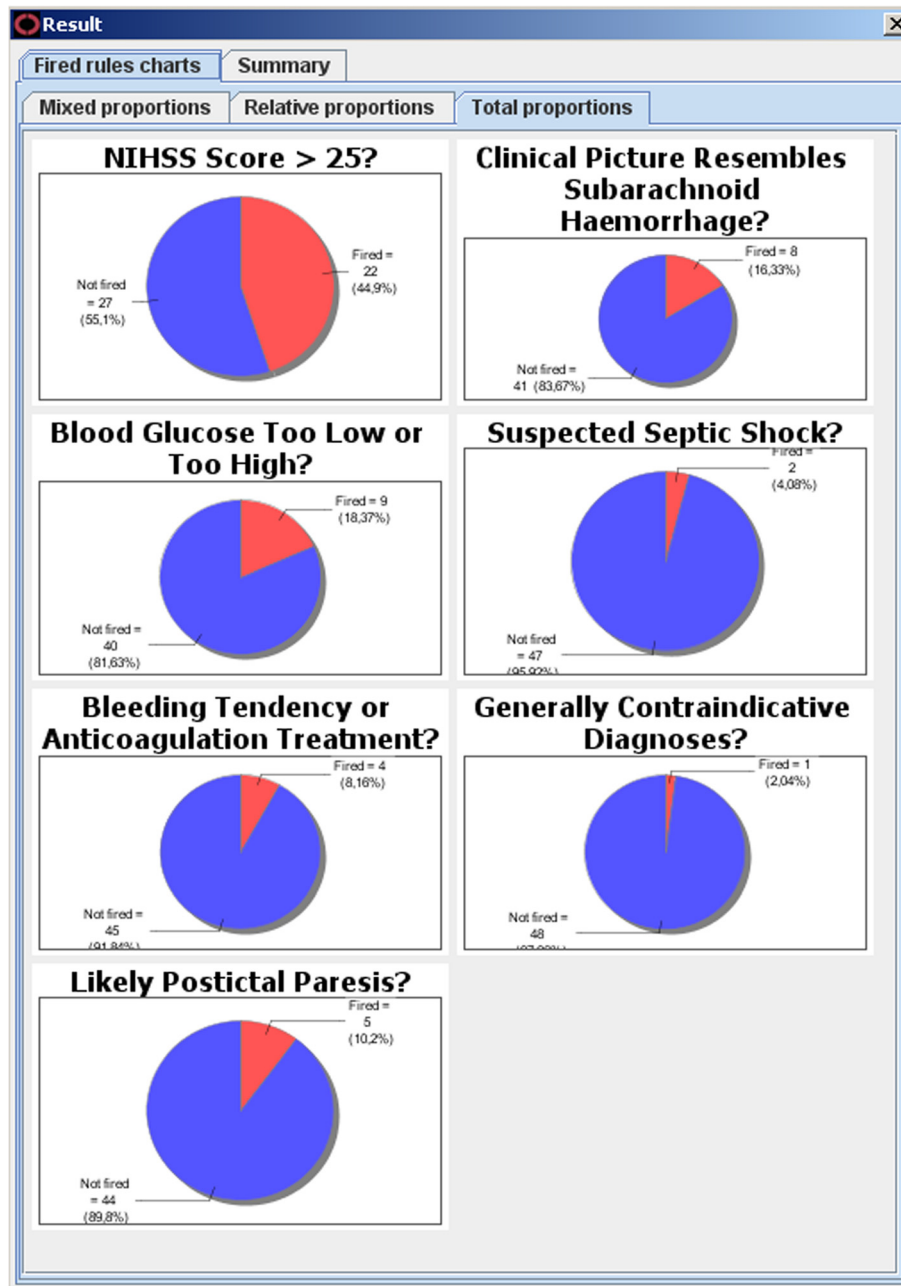 Result
Fired rules charts
Summary
Mixed proportions
Relative proportions
Total proportions
NIHSS Score > 25?
Fired =
22
(44,9%)
Not fired
= 27
(55,1%)
Clinical Picture Resembles
Subarachnoid
Haemorrhage?
Fired = 8
(16,33%)
Not fired =
41 (83,67%)
Blood Glucose Too Low or
Too High?
Fired = 9
(18,37%)
Not fired =
40
(81,63%)
Suspected Septic Shock?
Fired =
2
(4,08%)
Not fired
= 47
(95,92%)
Bleeding Tendency or
Anticoagulation Treatment?
Fired = 4
(8,16%)
Not fired =
45
(91,84%)
Generally Contraindicative
Diagnoses?
Fired = 1
(2,04%)
Not fired =
48
Likely Postictal Paresis?
Fired =
5
(10,2%)
Not fired
= 44
(89,8%)